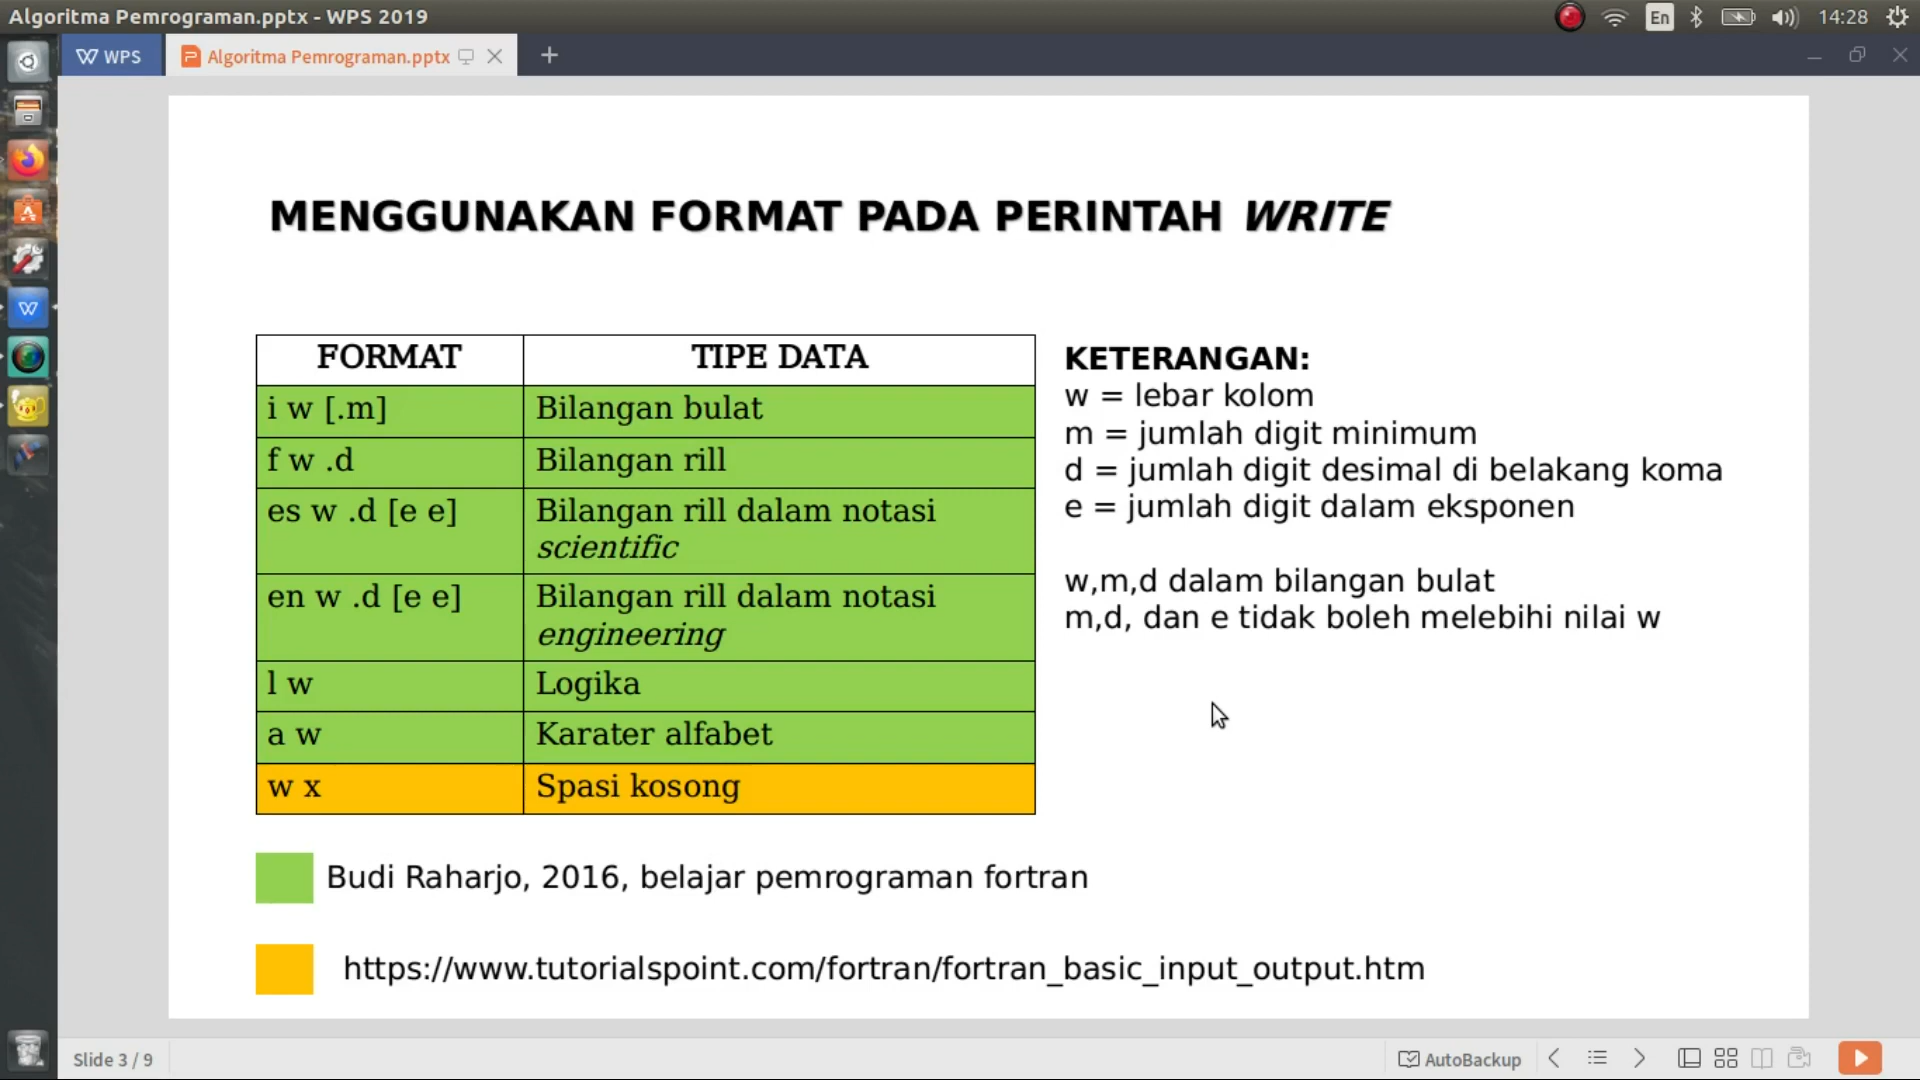 Algoritma Pemrograman.pptx - WPS 2019
En
14:28
WPS
Algoritma Pemrograman.pptx
MENGGUNAKAN FORMAT PADA PERINTAH WRITE
FORMAT TIPE DATA
i w [.m] Bilangan bulat
f w .d Bilangan rill
es w .d [e e] Bilangan rill dalam notasi
scientific
en w .d [e e] Bilangan rill dalam notasi
engineering
l w Logika
a w Karater alfabet
w x Spasi kosong
KETERANGAN:
w = lebar kolom
m = jumlah digit minimum
d = jumlah digit desimal di belakang koma
e = jumlah digit dalam eksponen
w,m,d dalam bilangan bulat
m,d, dan e tidak boleh melebihi nilai w
Budi Raharjo, 2016, belajar pemrograman fortran
https://www.tutorialspoint.com/fortran/fortran_basic_input_output.htm
Slide 3 / 9
AutoBackup